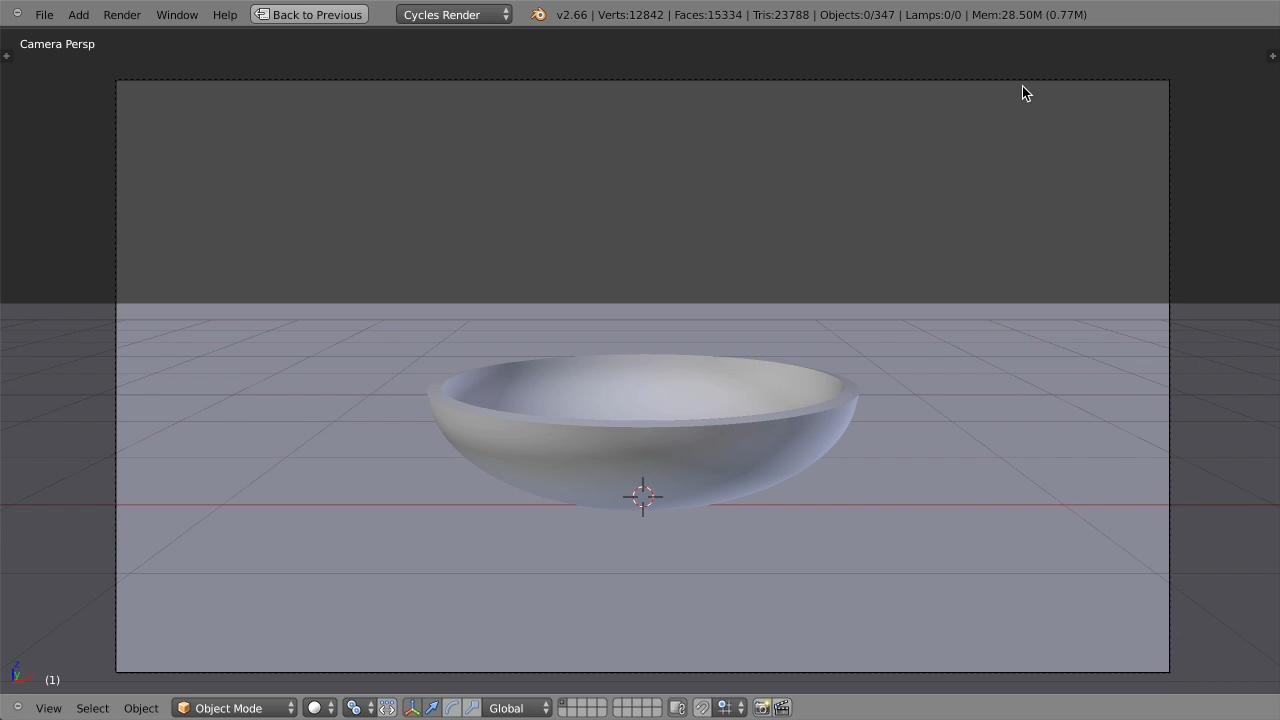 File Add Render Window Help Back to Previous Cycles Render v2.66 | Verts:12842 | Faces:15334 | Tris:23788 | Objects:0/347 | Lamps:0/0 | Mem:28.50M (0.77M)
Camera Persp
z
y
(1)
View Select Object Object Mode Global